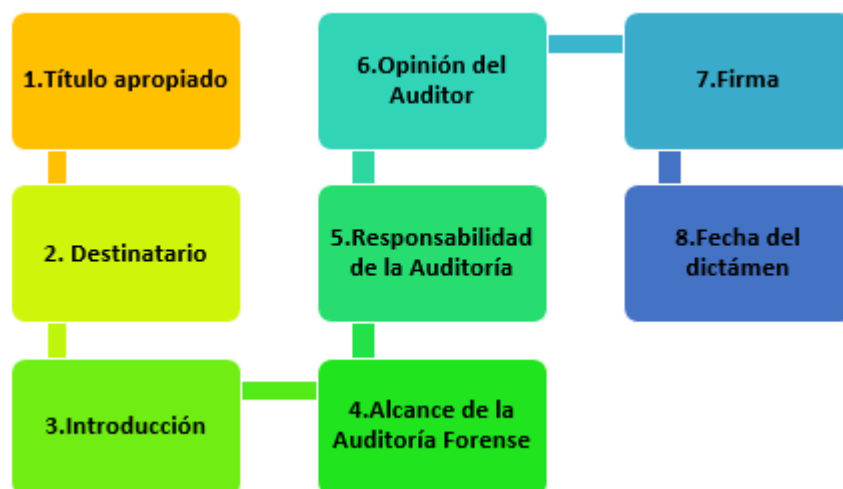 1.Título apropiado
2. Destinatario
3.Introducción
4.Alcance de la
Auditoría Forense
5.Responsabilidad
de la Auditoría
6.Opinión del
Auditor
7.Firma
8.Fecha del
dictámen